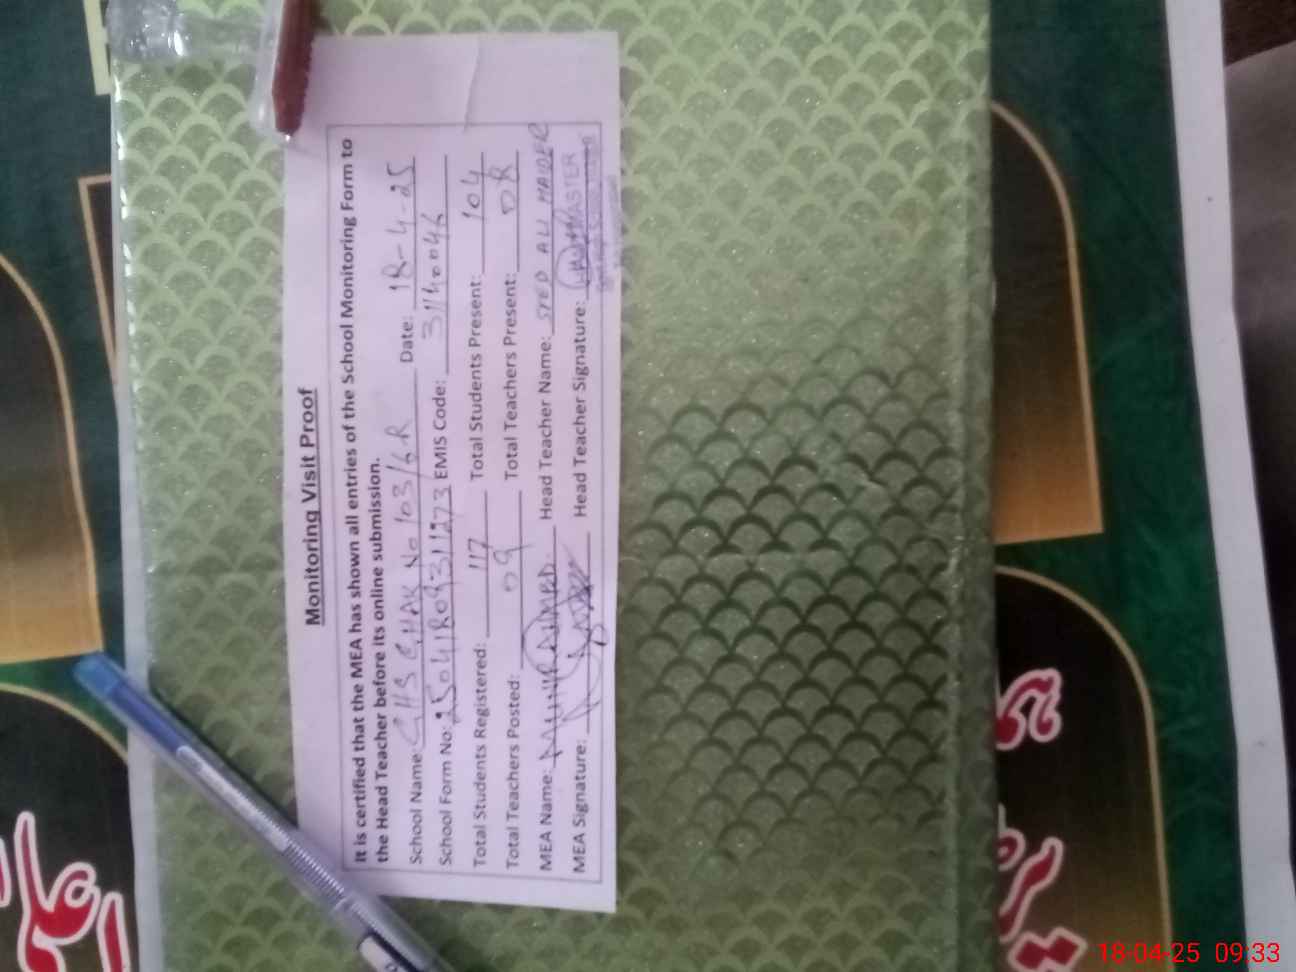 Monitoring Visit Proof
It is certified that the MEA has shown all entries of the School Monitoring Form to
the Head Teacher before its online submission.
School Name: GHS CHAK No 103/6R Date: 18-4-25
School Form No: EMIS Code: 31140046
Total Students Registered: 117 Total Students Present: 104
Total Teachers Posted: 09 Total Teachers Present: 08
MEA Name: MUNIR AHMED Head Teacher Name: SYED ALI HAIDER
MEA Signature: Head Teacher Signature:
MASTER
18-04-25 09:33